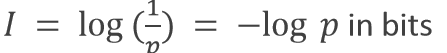 I = log (1/p) = −log p in bits